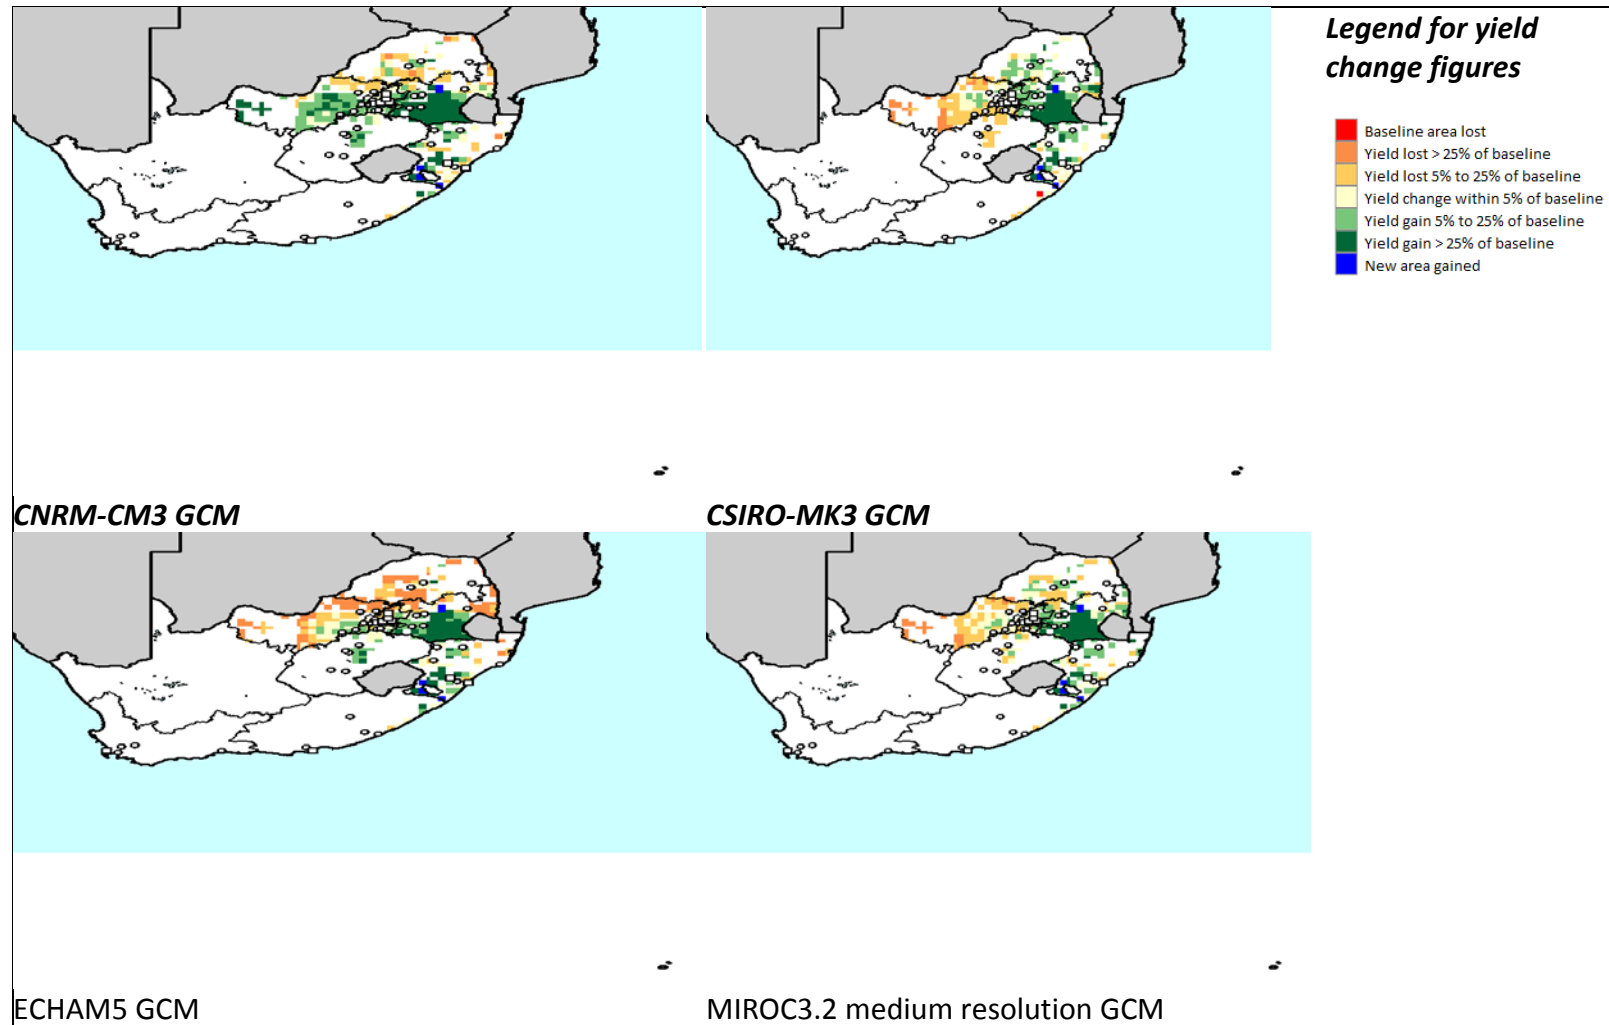 Legend for yield
change figures
Baseline area lost
Yield lost > 25% of baseline
Yield lost 5% to 25% of baseline
Yield change within 5% of baseline
Yield gain 5% to 25% of baseline
Yield gain > 25% of baseline
New area gained
CNRM-CM3 GCM
CSIRO-MK3 GCM
ECHAM5 GCM
MIROC3.2 medium resolution GCM